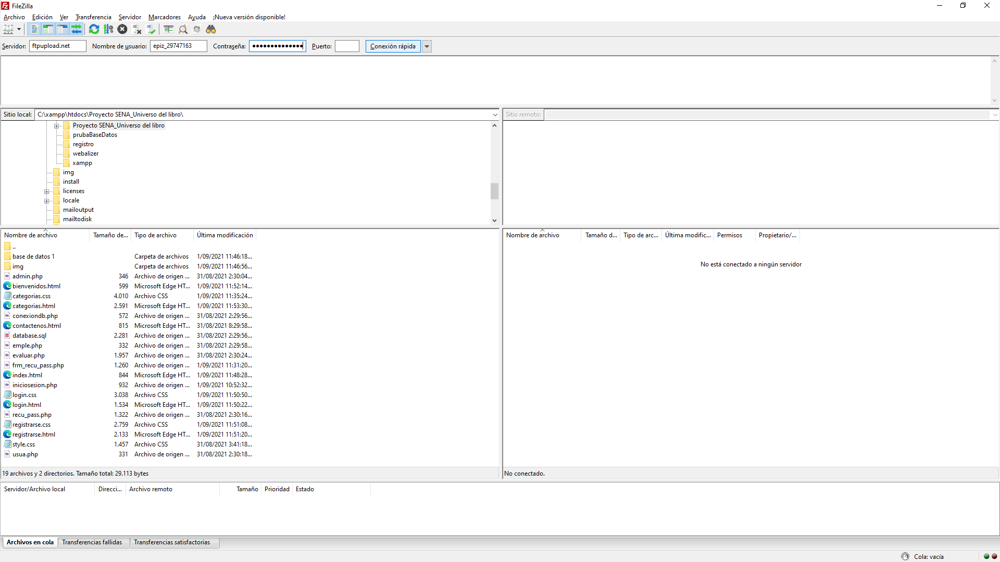 FileZilla
Archivo Edición Ver Transferencia Servidor Marcadores Ayuda ¡Nueva versión disponible!
Servidor: ftpupload.net Nombre de usuario: epiz_29747163 Contraseña: ●●●●●●●●●●●●●● Puerto: Conexión rápida
Sitio local: C:\xampp\htdocs\Proyecto SENA_Universo del libro\
Proyecto SENA_Universo del libro
prubaBaseDatos
registro
webalizer
xampp
img
install
licenses
locale
mailoutput
mailtodisk
Sitio remoto:
Nombre de archivo Tamaño de... Tipo de archivo Última modificación
..
base de datos 1 Carpeta de archivos 1/09/2021 11:46:18...
img Carpeta de archivos 1/09/2021 11:46:56...
admin.php 346 Archivo de origen ... 31/08/2021 2:30:04...
bienvenidos.html 599 Microsoft Edge HT... 1/09/2021 11:52:14...
categorias.css 4.010 Archivo CSS 1/09/2021 11:35:24...
categorias.html 2.591 Microsoft Edge HT... 1/09/2021 11:53:30...
conexiondb.php 572 Archivo de origen ... 31/08/2021 2:29:56...
contactenos.html 815 Microsoft Edge HT... 31/08/2021 8:29:58...
database.sql 2.281 Archivo de origen ... 31/08/2021 2:29:56...
emple.php 332 Archivo de origen ... 31/08/2021 2:29:58...
evaluar.php 1.957 Archivo de origen ... 31/08/2021 2:30:24...
frm_recu_pass.php 1.260 Archivo de origen ... 1/09/2021 11:31:20...
index.html 844 Microsoft Edge HT... 1/09/2021 11:48:28...
iniciosesion.php 932 Archivo de origen ... 1/09/2021 10:52:32...
login.css 3.038 Archivo CSS 1/09/2021 11:50:50...
login.html 1.534 Microsoft Edge HT... 1/09/2021 11:50:22...
recu_pass.php 1.322 Archivo de origen ... 31/08/2021 2:30:16...
registrarse.css 2.759 Archivo CSS 1/09/2021 11:51:08...
registrarse.html 2.133 Microsoft Edge HT... 1/09/2021 11:51:20...
style.css 1.457 Archivo CSS 31/08/2021 3:41:18...
usua.php 331 Archivo de origen ... 31/08/2021 2:30:18...
19 archivos y 2 directorios. Tamaño total: 29.113 bytes
Nombre de archivo Tamaño d... Tipo de arc... Última modific... Permisos Propietario/...
No está conectado a ningún servidor
No conectado.
Servidor/Archivo local Direcci... Archivo remoto Tamaño Prioridad Estado
Archivos en cola Transferencias fallidas Transferencias satisfactorias
Cola: vacía